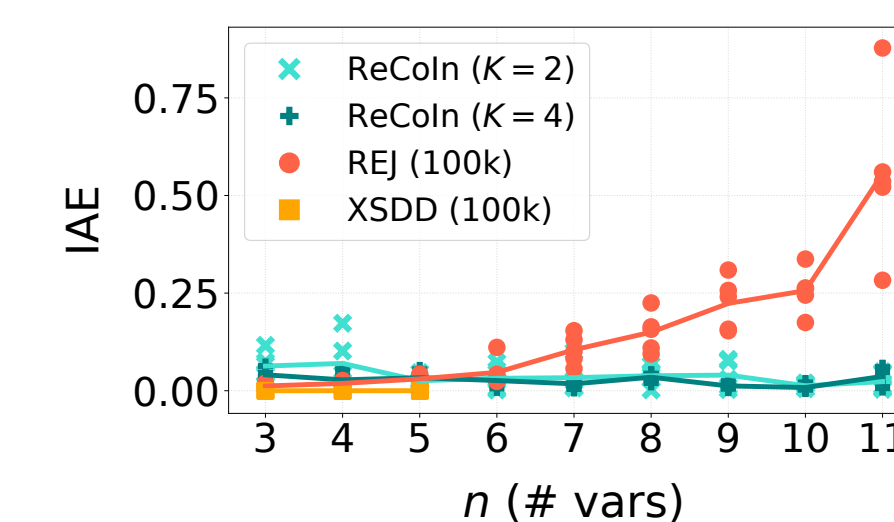 ReCoIn (K = 2)
ReCoIn (K = 4)
REJ (100k)
XSDD (100k)
IAE
0.75
0.50
0.25
0.00
3 4 5 6 7 8 9 10 11
n (# vars)